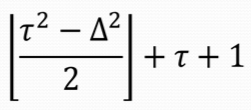 ⌊(τ² − Δ²)/2⌋ + τ + 1